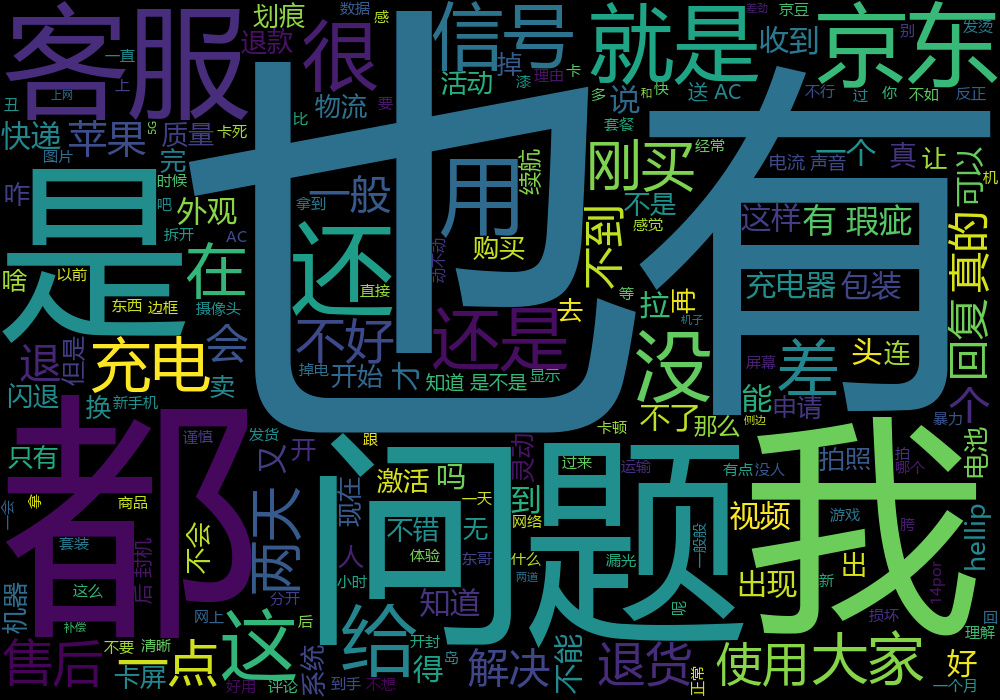 客服
划痕
退款
很
数据
感
也
信号
活动
掉
就是
京东
差劲
京豆
收到
别
发烫
一直
上
上网
丑
物流
比
漆
理由
卡
多
说
和
快
送
AC
不行
过
你
不如
反正
快递
苹果
质量
5G
卡死
要
套餐
图片
完
时候
一般
用
续航
刚买
经常
电流
声音
一个
真
让
可以
机
咋
吧
外观
拿到
不是
这样
有
瑕疵
真的
是
拆开
AC
在
还
购买
动不动
不到
感觉
有
啥
以前
直接
充电器
包装
东西
边框
摄像头
不好
还是
去
等
拉
再
机子
回复
退
但是
充电
会
掉电
开始
才
知道
是不是
显示
没
差
屏幕
头
连
闪退
换
新手机
卖
能
申请
个
不了
那么
侧边
暴力
都
谨慎
发货
又
开
跟
灵动
卡顿
问题
我
只有
过来
运输
有点
没人
拍照
拍
哪个
电池
一会
争
商品
两天
现在
激活
吗
一天
到
视频
游戏
胯
hellip
不会
不错
无
网络
一般般
套装
后
封机
人
体验
东哥
什么
漏光
出现
出
新
14por
机器
这么
分开
小时
知道
两道
呢
损坏
回
补偿
网上
这
后
给
开封
理解
不要
清晰
售后
一点
卡屏
系统
得
岛
解决
不能
退货
正常
使用
大家
好
好用
评论
到手
不想
一个月